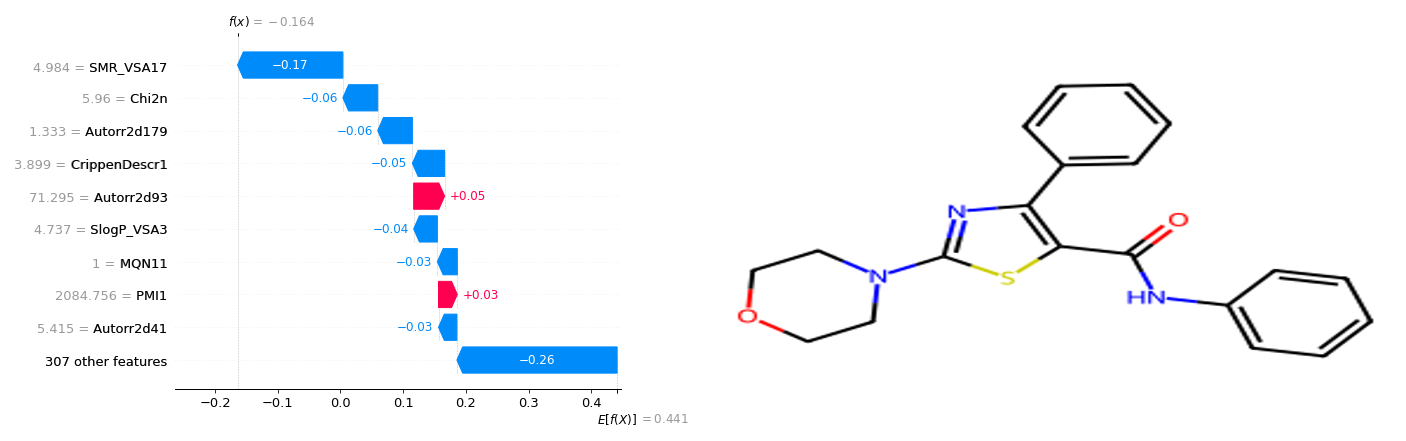 f(x) = −0.164
4.984 = SMR_VSA17
−0.17
5.96 = Chi2n
−0.06
1.333 = Autorr2d179
−0.06
3.899 = CrippenDescr1
−0.05
71.295 = Autorr2d93
+0.05
4.737 = SlogP_VSA3
−0.04
1 = MQN11
−0.03
2084.756 = PMI1
+0.03
5.415 = Autorr2d41
−0.03
307 other features
−0.26
−0.2 −0.1 0.0 0.1 0.2 0.3 0.4
E[f(X)] = 0.441
N
O
N
S
HN
O